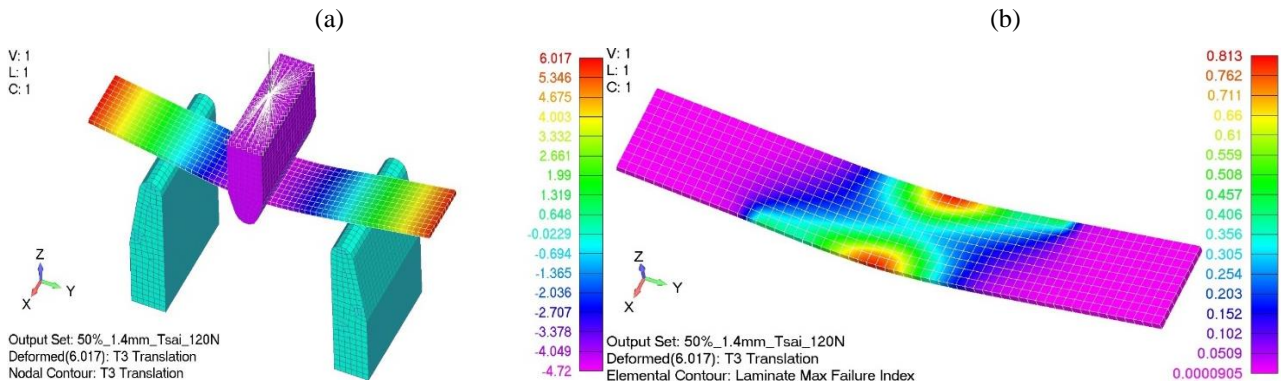 (a)
V: 1
L: 1
C: 1
6.017
5.346
4.675
4.003
3.332
2.661
1.99
1.319
0.648
-0.0229
-0.694
-1.365
-2.036
-2.707
-3.378
-4.049
-4.72
Z
X
Y
Output Set: 50%_1.4mm_Tsai_120N
Deformed(6.017): T3 Translation
Nodal Contour: T3 Translation
(b)
V: 1
L: 1
C: 1
0.813
0.762
0.711
0.66
0.61
0.559
0.508
0.457
0.406
0.356
0.305
0.254
0.203
0.152
0.102
0.0509
0.0000905
Z
X
Y
Output Set: 50%_1.4mm_Tsai_120N
Deformed(6.017): T3 Translation
Elemental Contour: Laminate Max Failure Index